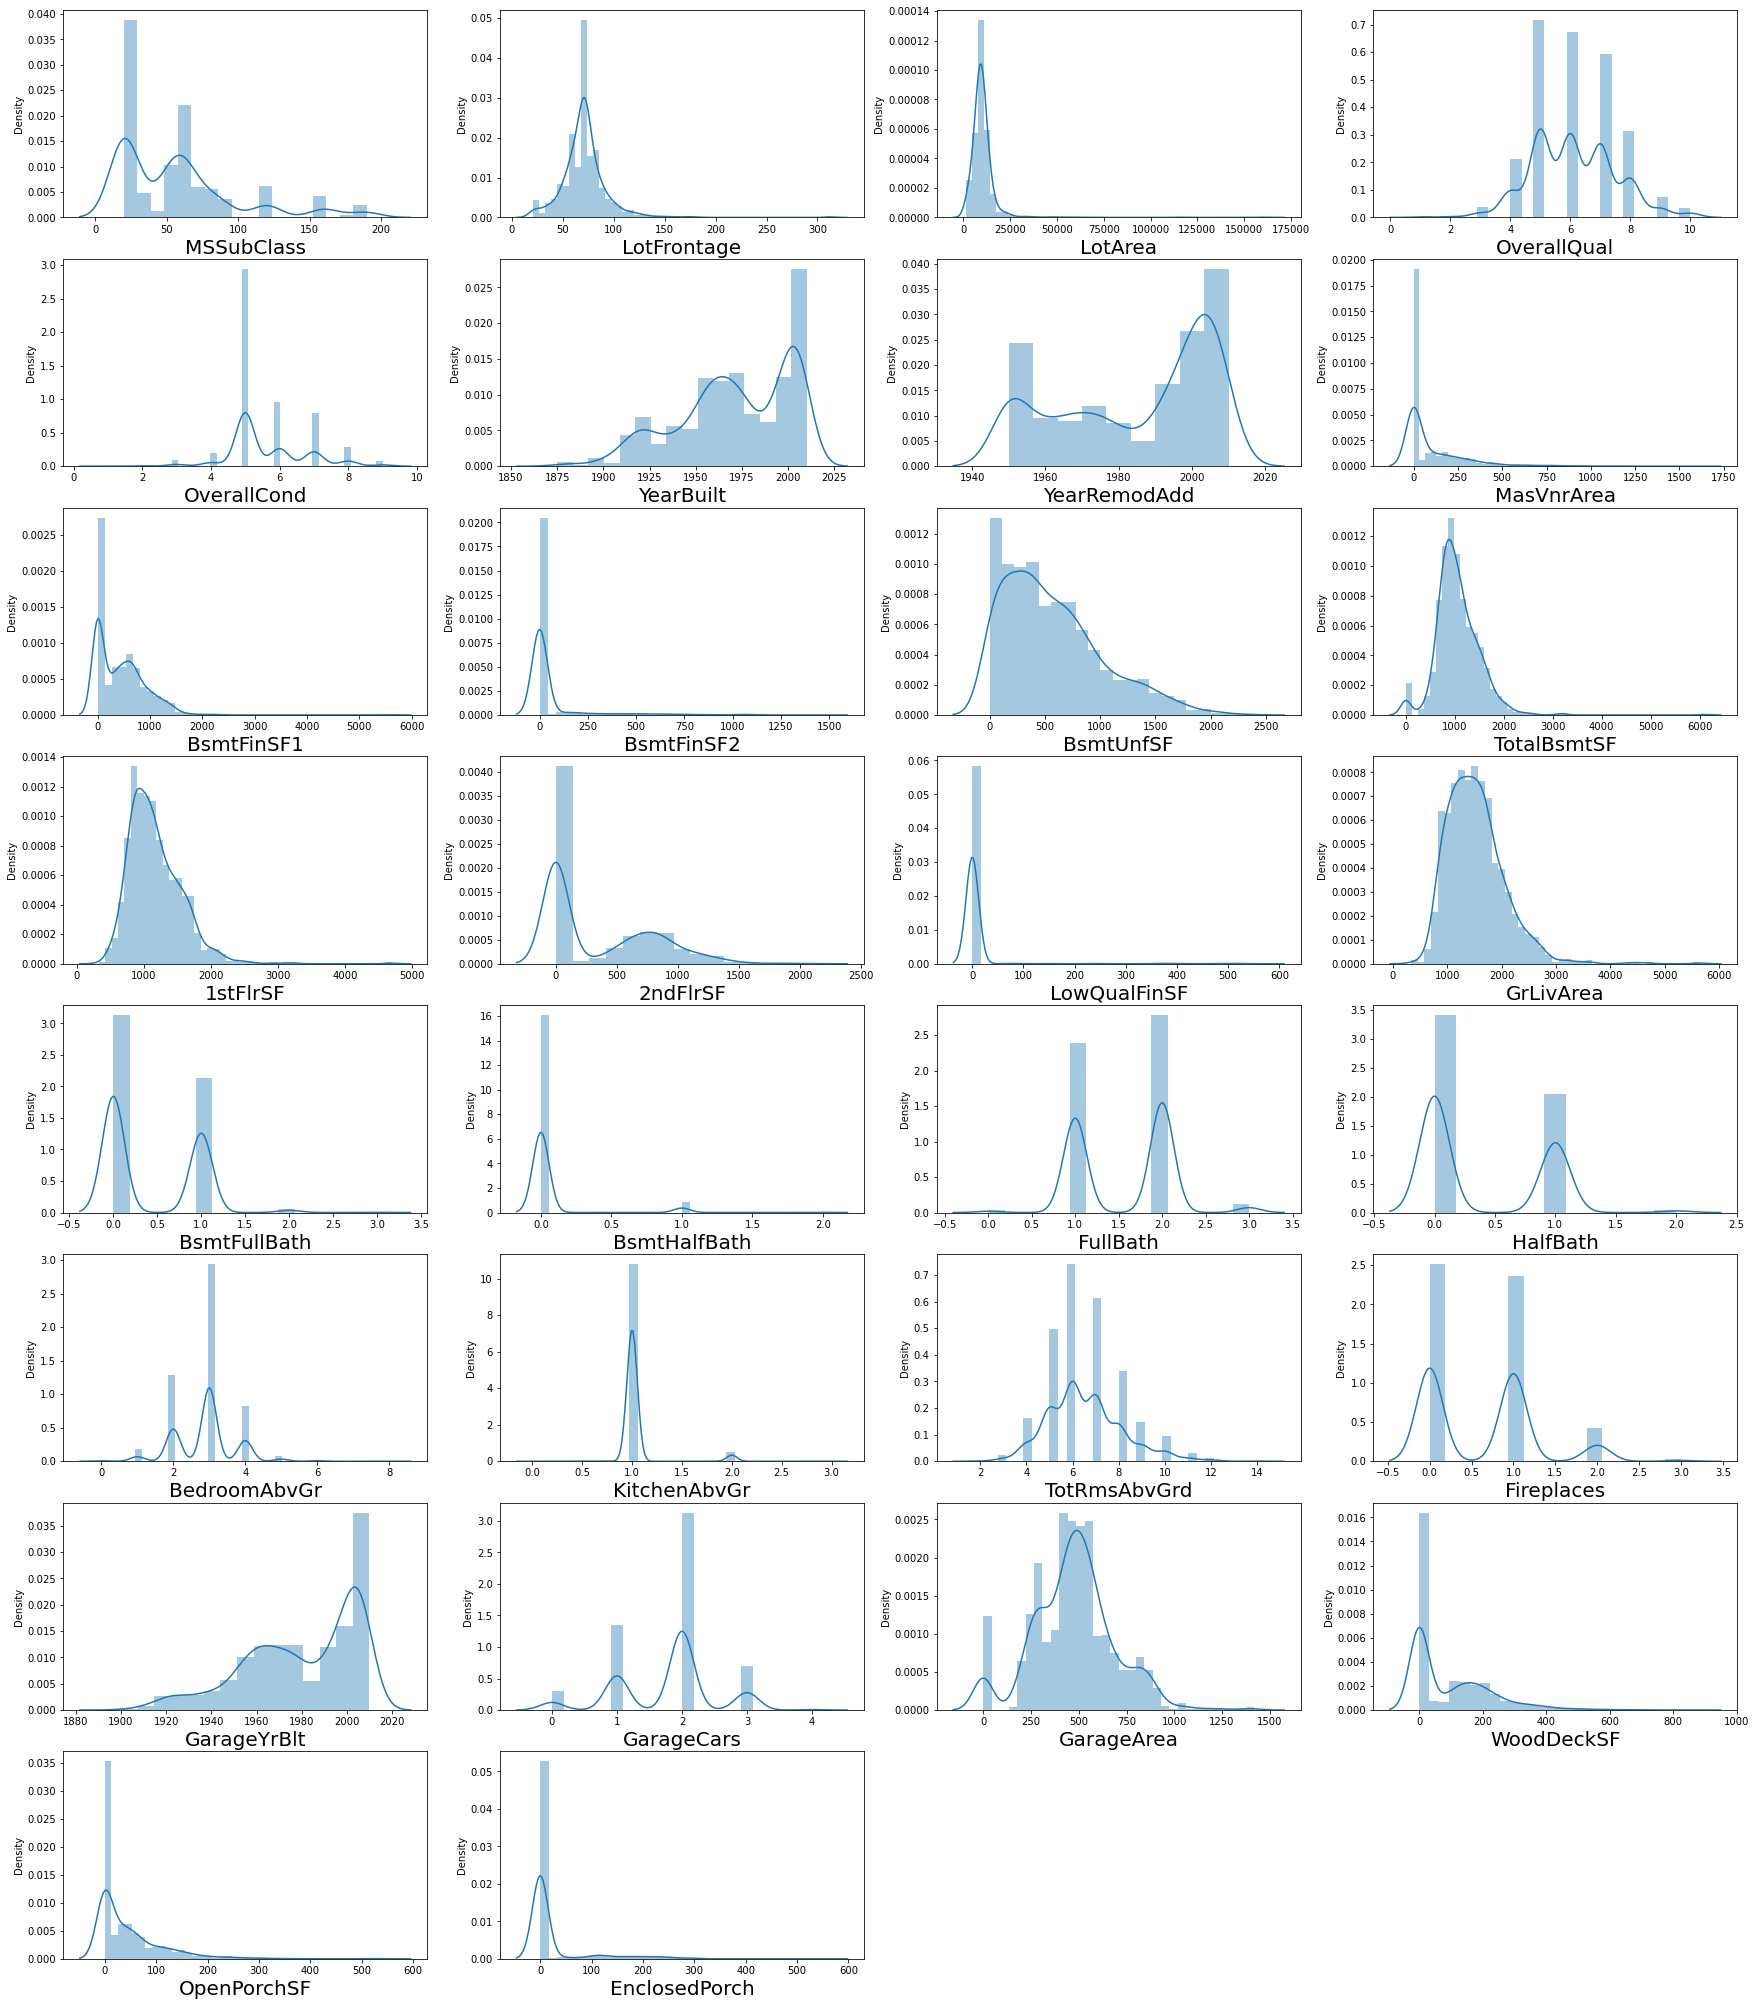 0.040
0.035
0.030
0.025
0.020
0.015
0.010
0.005
0.000
Density
0 50 100 150 200
MSSubClass
0.05
0.04
0.03
0.02
0.01
0.00
Density
0 50 100 150 200 250 300
LotFrontage
0.00014
0.00012
0.00010
0.00008
0.00006
0.00004
0.00002
0.00000
Density
0 25000 50000 75000 100000 125000 150000 175000
LotArea
0.7
0.6
0.5
0.4
0.3
0.2
0.1
0.0
Density
0 2 4 6 8 10
OverallQual
3.0
2.5
2.0
1.5
1.0
0.5
0.0
Density
0 2 4 6 8 10
OverallCond
0.025
0.020
0.015
0.010
0.005
0.000
Density
1850 1875 1900 1925 1950 1975 2000 2025
YearBuilt
0.040
0.035
0.030
0.025
0.020
0.015
0.010
0.005
0.000
Density
1940 1960 1980 2000 2020
YearRemodAdd
0.0200
0.0175
0.0150
0.0125
0.0100
0.0075
0.0050
0.0025
0.0000
Density
0 250 500 750 1000 1250 1500 1750
MasVnrArea
0.0025
0.0020
0.0015
0.0010
0.0005
0.0000
Density
0 1000 2000 3000 4000 5000 6000
BsmtFinSF1
0.0200
0.0175
0.0150
0.0125
0.0100
0.0075
0.0050
0.0025
0.0000
Density
0 250 500 750 1000 1250 1500
BsmtFinSF2
0.0012
0.0010
0.0008
0.0006
0.0004
0.0002
0.0000
Density
0 500 1000 1500 2000 2500
BsmtUnfSF
0.0012
0.0010
0.0008
0.0006
0.0004
0.0002
0.0000
Density
0 1000 2000 3000 4000 5000 6000
TotalBsmtSF
0.0014
0.0012
0.0010
0.0008
0.0006
0.0004
0.0002
0.0000
Density
0 1000 2000 3000 4000 5000
1stFlrSF
0.0040
0.0035
0.0030
0.0025
0.0020
0.0015
0.0010
0.0005
0.0000
Density
0 500 1000 1500 2000 2500
2ndFlrSF
0.06
0.05
0.04
0.03
0.02
0.01
0.00
Density
0 100 200 300 400 500 600
LowQualFinSF
0.0008
0.0007
0.0006
0.0005
0.0004
0.0003
0.0002
0.0001
0.0000
Density
0 1000 2000 3000 4000 5000 6000
GrLivArea
3.0
2.5
2.0
1.5
1.0
0.5
0.0
Density
−0.5 0.0 0.5 1.0 1.5 2.0 2.5 3.0 3.5
BsmtFullBath
16
14
12
10
8
6
4
2
0
Density
0.0 0.5 1.0 1.5 2.0
BsmtHalfBath
2.5
2.0
1.5
1.0
0.5
0.0
Density
−0.5 0.0 0.5 1.0 1.5 2.0 2.5 3.0 3.5
FullBath
3.5
3.0
2.5
2.0
1.5
1.0
0.5
0.0
Density
−0.5 0.0 0.5 1.0 1.5 2.0 2.5
HalfBath
3.0
2.5
2.0
1.5
1.0
0.5
0.0
Density
0 2 4 6 8
BedroomAbvGr
10
8
6
4
2
0
Density
0.0 0.5 1.0 1.5 2.0 2.5 3.0
KitchenAbvGr
0.7
0.6
0.5
0.4
0.3
0.2
0.1
0.0
Density
2 4 6 8 10 12 14
TotRmsAbvGrd
2.5
2.0
1.5
1.0
0.5
0.0
Density
−0.5 0.0 0.5 1.0 1.5 2.0 2.5 3.0 3.5
Fireplaces
0.035
0.030
0.025
0.020
0.015
0.010
0.005
0.000
Density
1880 1900 1920 1940 1960 1980 2000 2020
GarageYrBlt
3.0
2.5
2.0
1.5
1.0
0.5
0.0
Density
0 1 2 3 4
GarageCars
0.0025
0.0020
0.0015
0.0010
0.0005
0.0000
Density
0 250 500 750 1000 1250 1500
GarageArea
0.016
0.014
0.012
0.010
0.008
0.006
0.004
0.002
0.000
Density
0 200 400 600 800 1000
WoodDeckSF
0.035
0.030
0.025
0.020
0.015
0.010
0.005
0.000
Density
0 100 200 300 400 500 600
OpenPorchSF
0.05
0.04
0.03
0.02
0.01
0.00
Density
0 100 200 300 400 500 600
EnclosedPorch